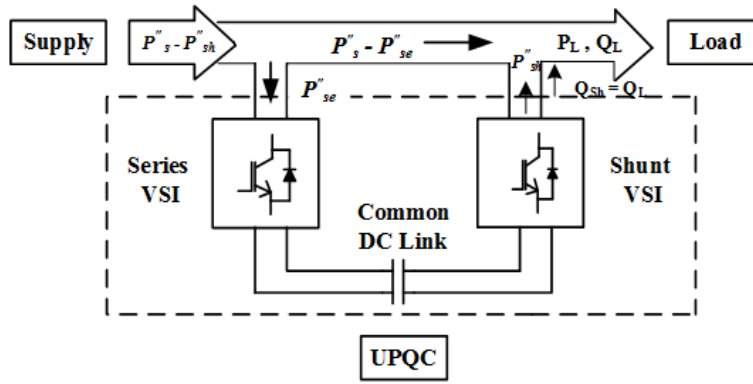 Supply
P"s - P"sh
P"s - P"se
P"sh
PL , QL
Load
P"se
QSh = QL
Series
VSI
Common
DC Link
Shunt
VSI
UPQC